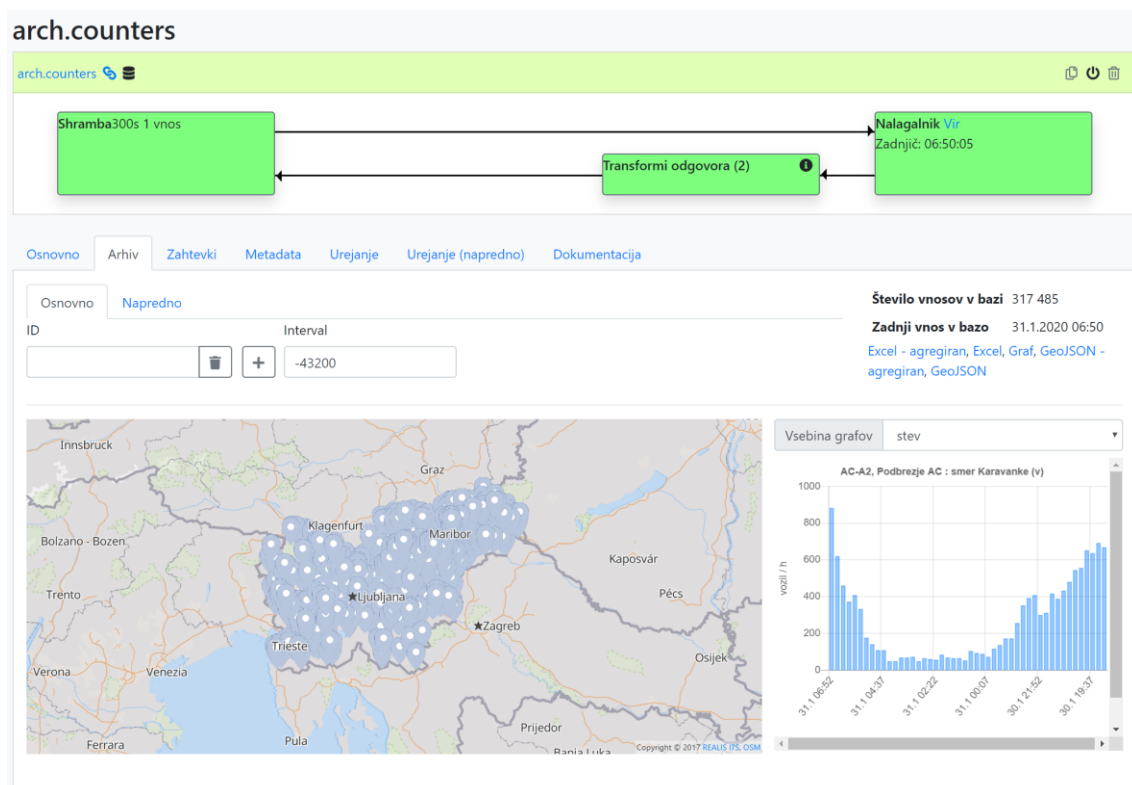 arch.counters
arch.counters
Shramba300s 1 vnos
Nalagalnik Vir
Zadnjič: 06:50:05
Transformi odgovora (2)
Osnovno Arhiv Zahtevki Metadata Urejanje Urejanje (napredno) Dokumentacija
Osnovno Napredno
ID Interval
-43200
Število vnosov v bazi 317 485
Zadnji vnos v bazo 31.1.2020 06:50
Excel - agregiran, Excel, Graf, GeoJSON -
agregiran, GeoJSON
Innsbruck
Graz
Klagenfurt
Maribor
Bolzano - Bozen
Kaposvár
Trento
Ljubljana
Pécs
Zagreb
Trieste
Osijek
Verona
Venezia
Prijedor
Ferrara
Pula
Banja Luka
Copyright © 2017 REALIS ITS, OSM
Vsebina grafov stev
AC-A2, Podbrezje AC : smer Karavanke (v)
vozil / h
1000
800
600
400
200
0
31.1 06:52
31.1 04:37
31.1 02:22
31.1 00:07
30.1 21:52
30.1 19:37